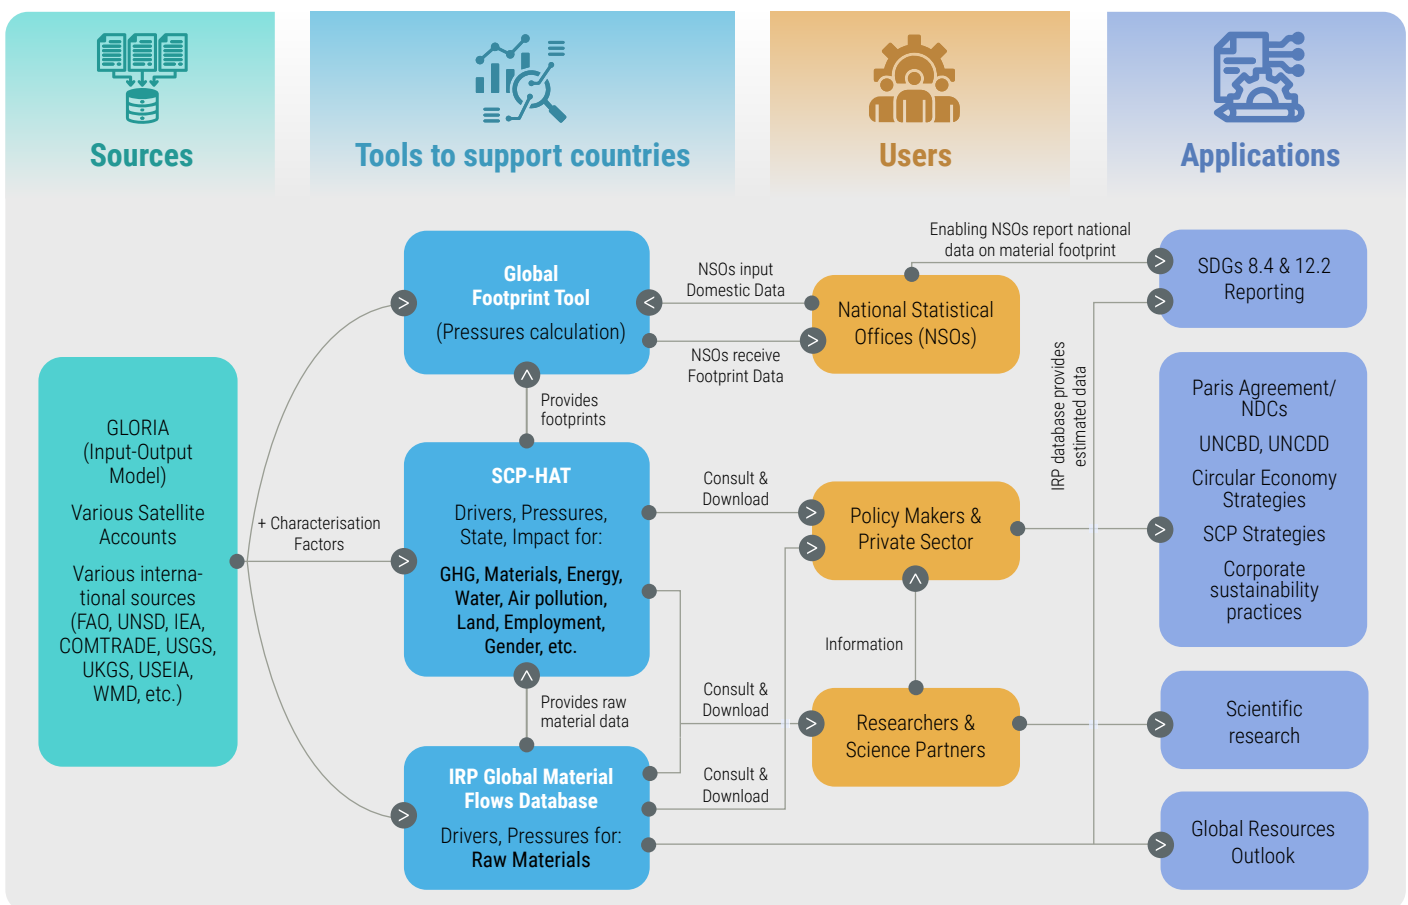 Sources
Tools to support countries
Users
Applications
GLORIA
(Input-Output
Model)
Various Satellite
Accounts
Various interna-
tional sources
(FAO, UNSD, IEA,
COMTRADE, USGS,
UKGS, USEIA,
WMD, etc.)
+ Characterisation
Factors
Global
Footprint Tool
(Pressures calculation)
Provides
footprints
SCP-HAT
Drivers, Pressures,
State, Impact for:
GHG, Materials, Energy,
Water, Air pollution,
Land, Employment,
Gender, etc.
Provides raw
material data
IRP Global Material
Flows Database
Drivers, Pressures for:
Raw Materials
NSOs input
Domestic Data
NSOs receive
Footprint Data
Consult &
Download
Consult &
Download
Consult &
Download
National Statistical
Offices (NSOs)
Policy Makers &
Private Sector
Information
Researchers &
Science Partners
Enabling NSOs report national
data on material footprint
IRP database provides
estimated data
SDGs 8.4 & 12.2
Reporting
Paris Agreement/
NDCs
UNCBD, UNCDD
Circular Economy
Strategies
SCP Strategies
Corporate
sustainability
practices
Scientific
research
Global Resources
Outlook